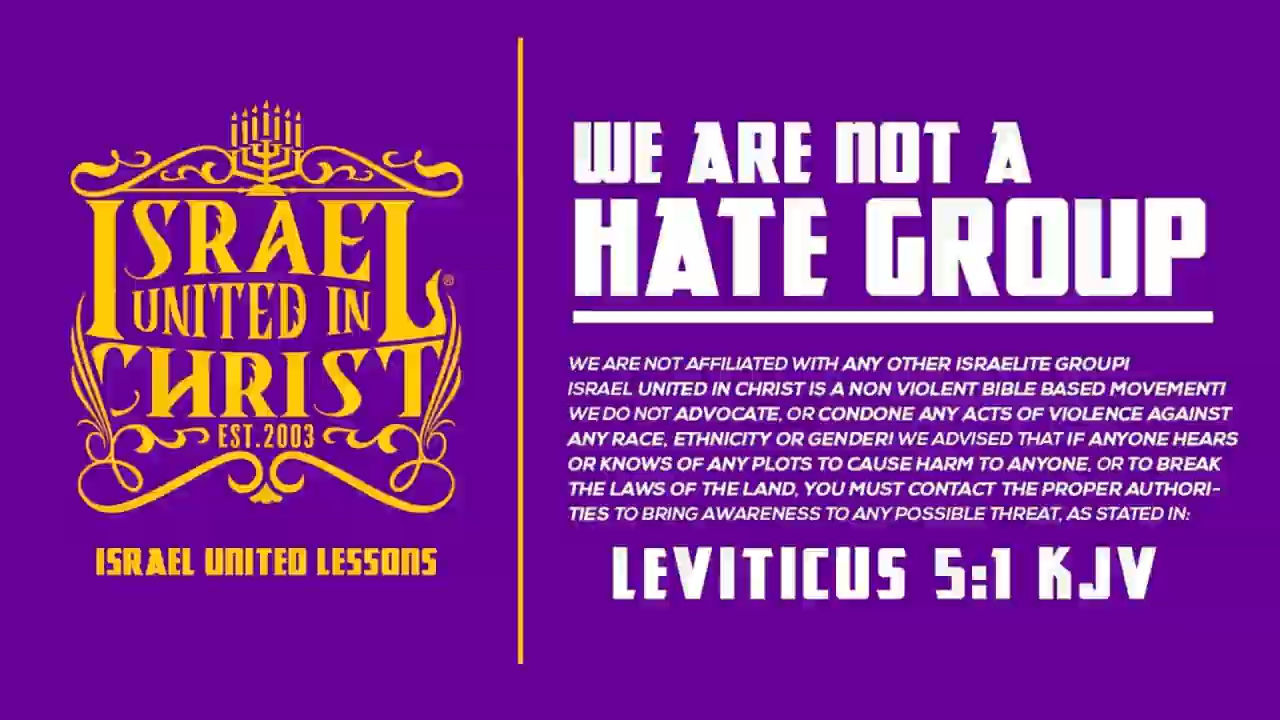 ISRAEL
UNITED IN
CHRIST
EST.2003
ISRAEL UNITED LESSONS
WE ARE NOT A
HATE GROUP
WE ARE NOT AFFILIATED WITH ANY OTHER ISRAELITE GROUP!
ISRAEL UNITED IN CHRIST IS A NON VIOLENT BIBLE BASED MOVEMENT!
WE DO NOT ADVOCATE, OR CONDONE ANY ACTS OF VIOLENCE AGAINST
ANY RACE, ETHNICITY OR GENDER! WE ADVISED THAT IF ANYONE HEARS
OR KNOWS OF ANY PLOTS TO CAUSE HARM TO ANYONE, OR TO BREAK
THE LAWS OF THE LAND, YOU MUST CONTACT THE PROPER AUTHORI-
TIES TO BRING AWARENESS TO ANY POSSIBLE THREAT, AS STATED IN:
LEVITICUS 5:1 KJV